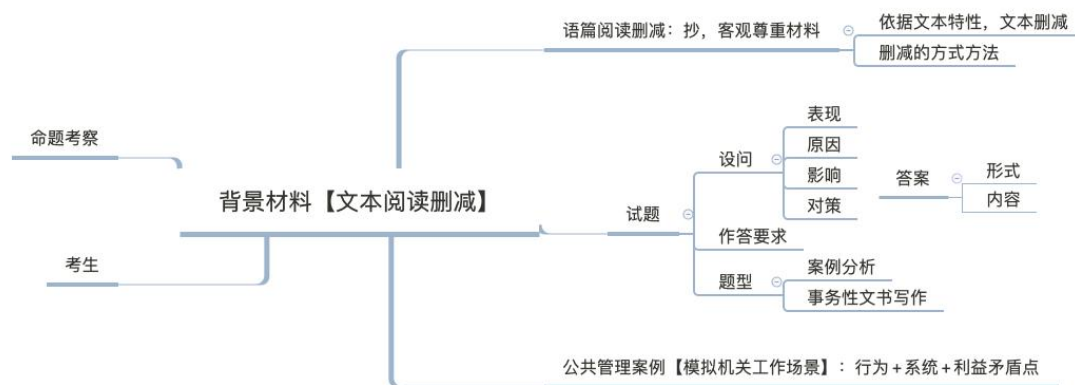 语篇阅读删减：抄，客观尊重材料
依据文本特性，文本删减
删减的方式方法
命题考察
背景材料【文本阅读删减】
考生
试题
设问
表现
原因
影响
对策
答案
形式
内容
作答要求
题型
案例分析
事务性文书写作
公共管理案例【模拟机关工作场景】：行为+系统+利益矛盾点